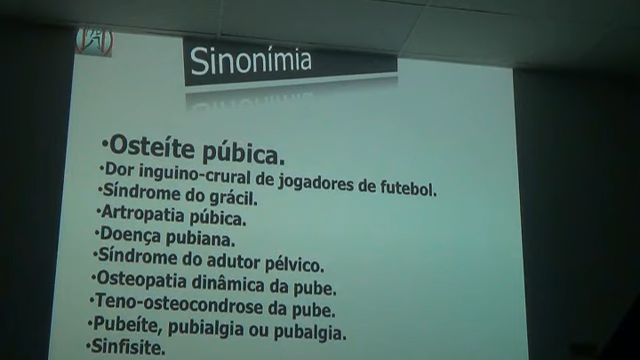 Sinonímia
•Osteíte púbica.
•Dor inguino-crural de jogadores de futebol.
•Síndrome do grácil.
•Artropatia púbica.
•Doença pubiana.
•Síndrome do adutor pélvico.
•Osteopatia dinâmica da pube.
•Teno-osteocondrose da pube.
•Pubeíte, pubialgia ou pubalgia.
•Sinfisite.